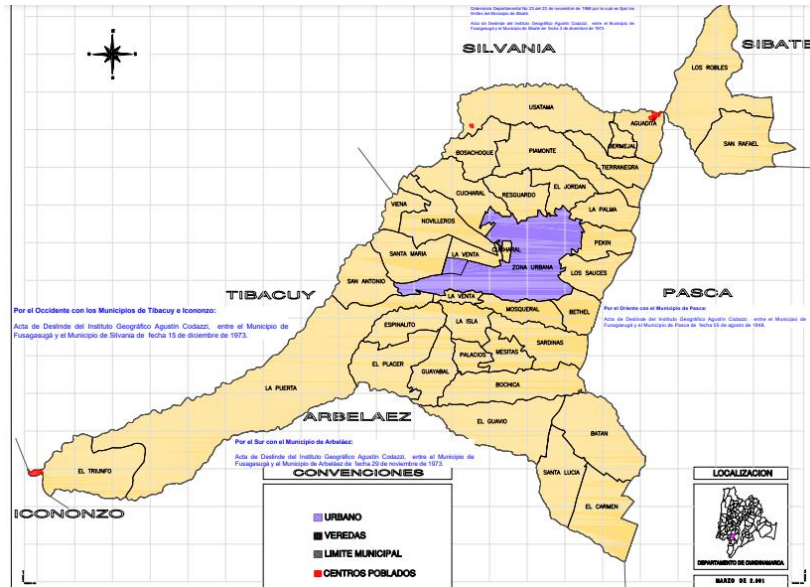 Ordenanza Departamental No 23 del 23 de noviembre de 1966 por la cual se fijan los
límites del Municipio de Sibaté.
Acta de Deslinde del Instituto Geográfico Agustín Codazzi, entre el Municipio de
Fusagasugá y el Municipio de Sibaté de fecha 3 de diciembre de 1973.
SILVANIA
SIBATE
LOS ROBLES
USATAMA
AGUADITA
BERMEJAL
SAN RAFAEL
BOSACHOQUE
PIAMONTE
TIERRANEGRA
CUCHARAL
RESGUARDO
EL JORDAN
VIENA
LA PALMA
NOVILLEROS
PEKIN
SANTA MARIA
LA VENTA
CUCHARAL
ZONA URBANA
LOS SAUCES
SAN ANTONIO
TIBACUY
PASCA
LA VENTA
MOSQUERAL
BETHEL
Por el Occidente con los Municipios de Tibacuy e Icononzo:
Acta de Deslinde del Instituto Geográfico Agustín Codazzi, entre el Municipio de
Fusagasugá y el Municipio de Silvania de fecha 15 de diciembre de 1973.
Por el Oriente con el Municipio de Pasca:
Acta de Deslinde del Instituto Geográfico Agustín Codazzi, entre el Municipio de
Fusagasugá y el Municipio de Pasca de fecha 05 de agosto de 1948.
ESPINALITO
LA ISLA
SARDINAS
PALACIOS
MESITAS
EL PLACER
GUAYABAL
BOCHICA
LA PUERTA
ARBELAEZ
EL GUAVIO
BATAN
Por el Sur con el Municipio de Arbeláez:
Acta de Deslinde del Instituto Geográfico Agustín Codazzi, entre el Municipio de
Fusagasugá y el Municipio de Arbeláez de fecha 29 de noviembre de 1973.
EL TRIUNFO
SANTA LUCIA
EL CARMEN
ICONONZO
CONVENCIONES
URBANO
VEREDAS
LIMITE MUNICIPAL
CENTROS POBLADOS
LOCALIZACION
DEPARTAMENTO DE CUNDINAMARCA
MARZO DE 2.001